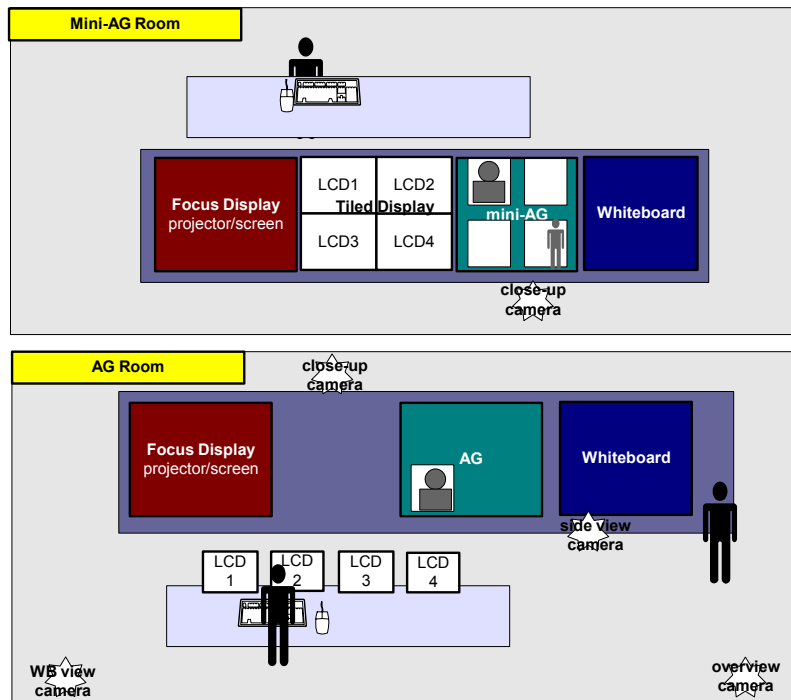 Mini-AG Room
Focus Display
projector/screen
LCD1
LCD2
Tiled Display
LCD3
LCD4
mini-AG
Whiteboard
close-up
camera
AG Room
close-up
camera
Focus Display
projector/screen
AG
Whiteboard
side view
camera
LCD
1
LCD
2
LCD
3
LCD
4
WB view
camera
overview
camera